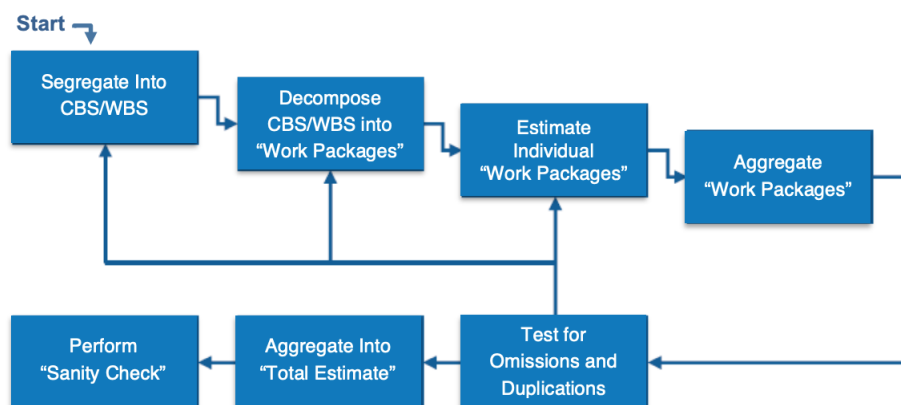 Start
Segregate Into
CBS/WBS
Decompose
CBS/WBS into
“Work Packages”
Estimate
Individual
“Work Packages”
Aggregate
“Work Packages”
Perform
“Sanity Check”
Aggregate Into
“Total Estimate”
Test for
Omissions and
Duplications